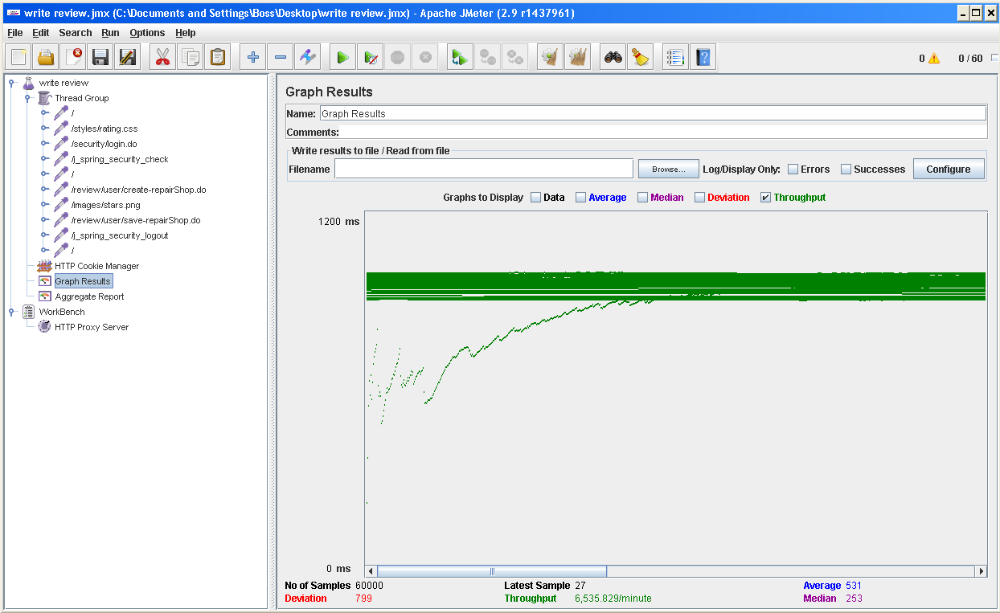 write review.jmx (C:\Documents and Settings\Boss\Desktop\write review.jmx) - Apache JMeter (2.9 r1437961)
File Edit Search Run Options Help
0 0 / 60
write review
Thread Group
/
/styles/rating.css
/security/login.do
/j_spring_security_check
/
/review/user/create-repairShop.do
/images/stars.png
/review/user/save-repairShop.do
/j_spring_security_logout
/
HTTP Cookie Manager
Graph Results
Aggregate Report
WorkBench
HTTP Proxy Server
Graph Results
Name: Graph Results
Comments:
Write results to file / Read from file
Filename Browse... Log/Display Only: Errors Successes Configure
Graphs to Display Data Average Median Deviation Throughput
1200 ms
0 ms
No of Samples 60000 Latest Sample 27 Average 531
Deviation 799 Throughput 6,535.829/minute Median 253